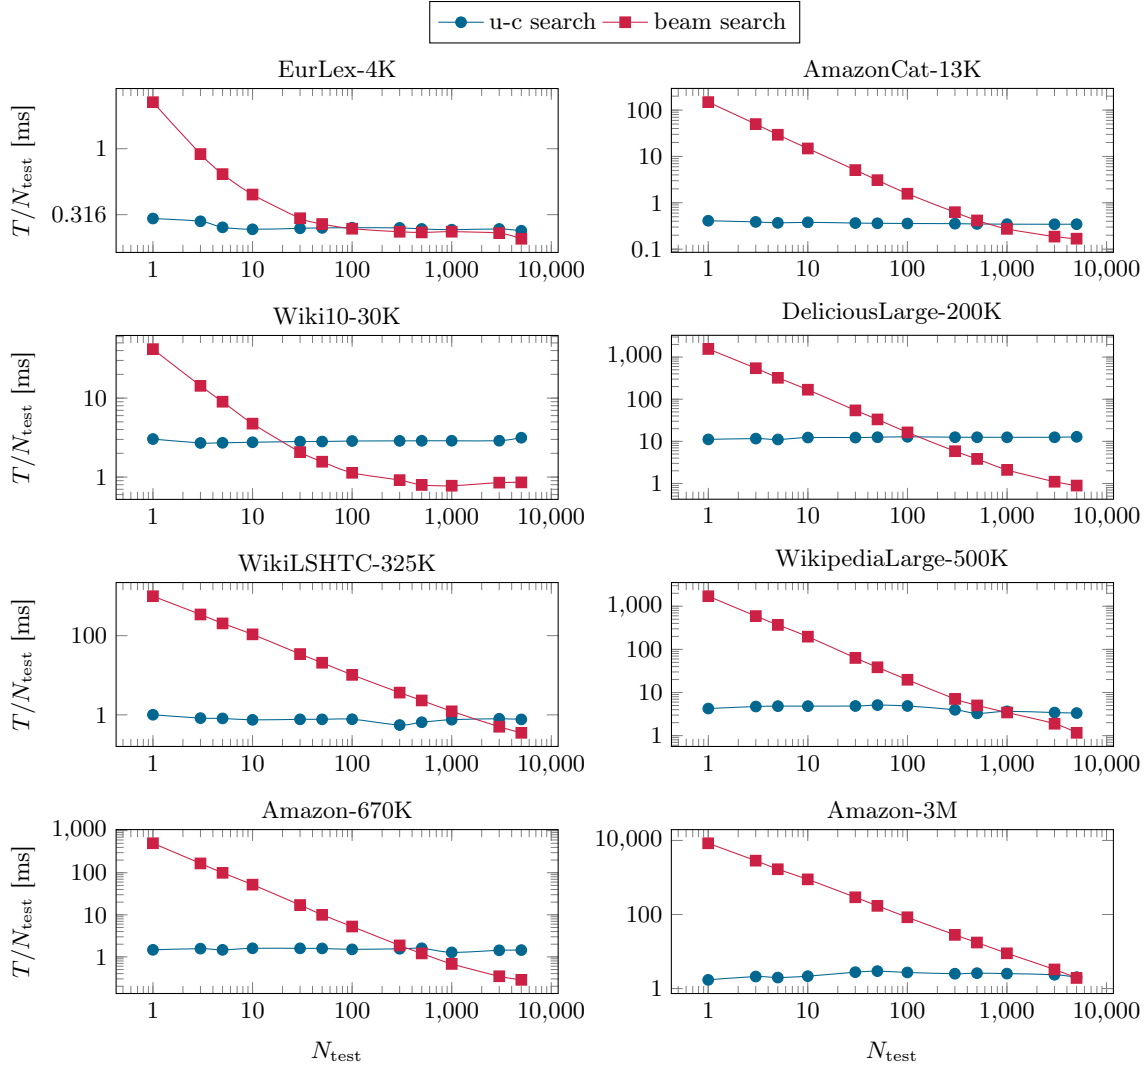 u-c search beam search
EurLex-4K
T/N_test [ms]
1
0.316
1 10 100 1,000 10,000
AmazonCat-13K
100
10
1
0.1
1 10 100 1,000 10,000
Wiki10-30K
T/N_test [ms]
10
1
1 10 100 1,000 10,000
DeliciousLarge-200K
1,000
100
10
1
1 10 100 1,000 10,000
WikiLSHTC-325K
T/N_test [ms]
100
1
1 10 100 1,000 10,000
WikipediaLarge-500K
1,000
100
10
1
1 10 100 1,000 10,000
Amazon-670K
T/N_test [ms]
1,000
100
10
1
1 10 100 1,000 10,000
N_test
Amazon-3M
10,000
100
1
1 10 100 1,000 10,000
N_test